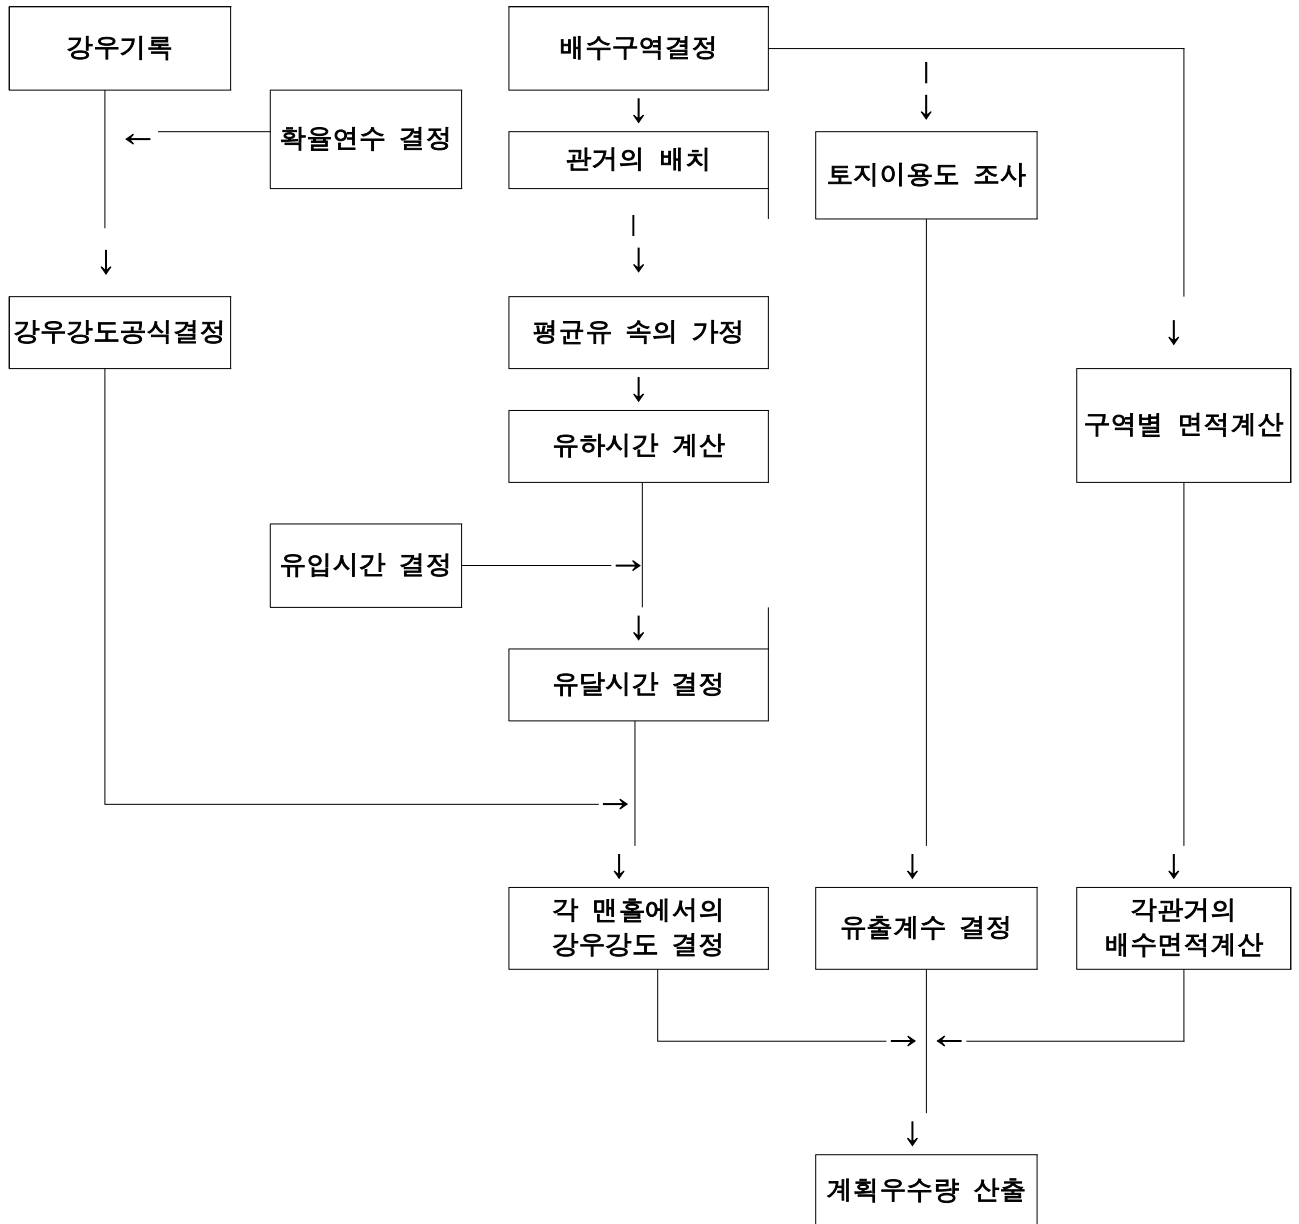 강우기록
배수구역결정
확율연수 결정
관거의 배치
토지이용도 조사
강우강도공식결정
평균유 속의 가정
구역별 면적계산
유하시간 계산
유입시간 결정
유달시간 결정
각 맨홀에서의
강우강도 결정
유출계수 결정
각관거의
배수면적계산
계획우수량 산출